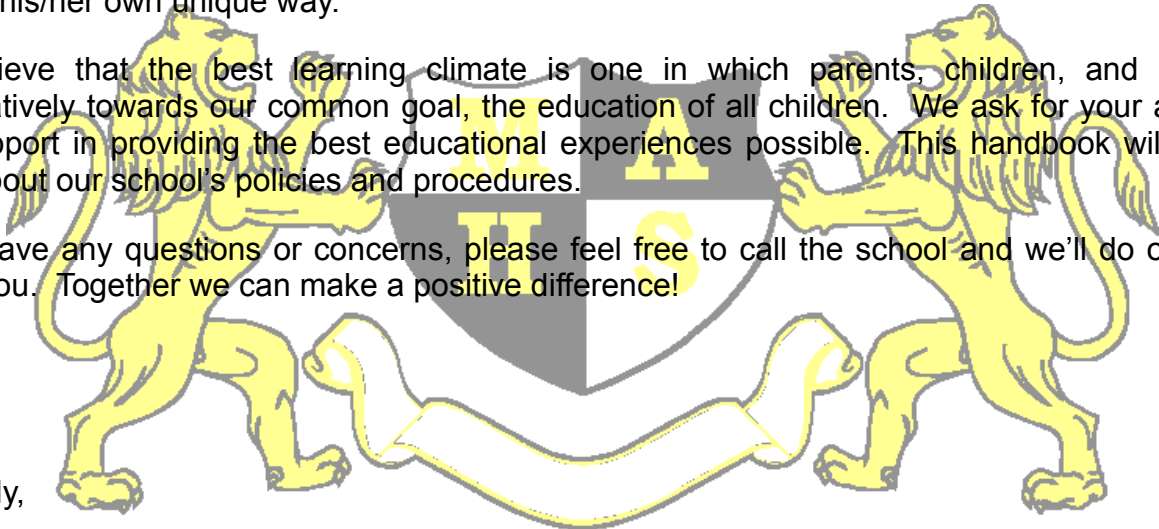 his/her own unique way.
ieve that the best learning climate is one in which parents, children, and
atively towards our common goal, the education of all children. We ask for your a
pport in providing the best educational experiences possible. This handbook wil
bout our school's policies and procedures.
ave any questions or concerns, please feel free to call the school and we'll do o
ou. Together we can make a positive difference!
ly,
M A
H S